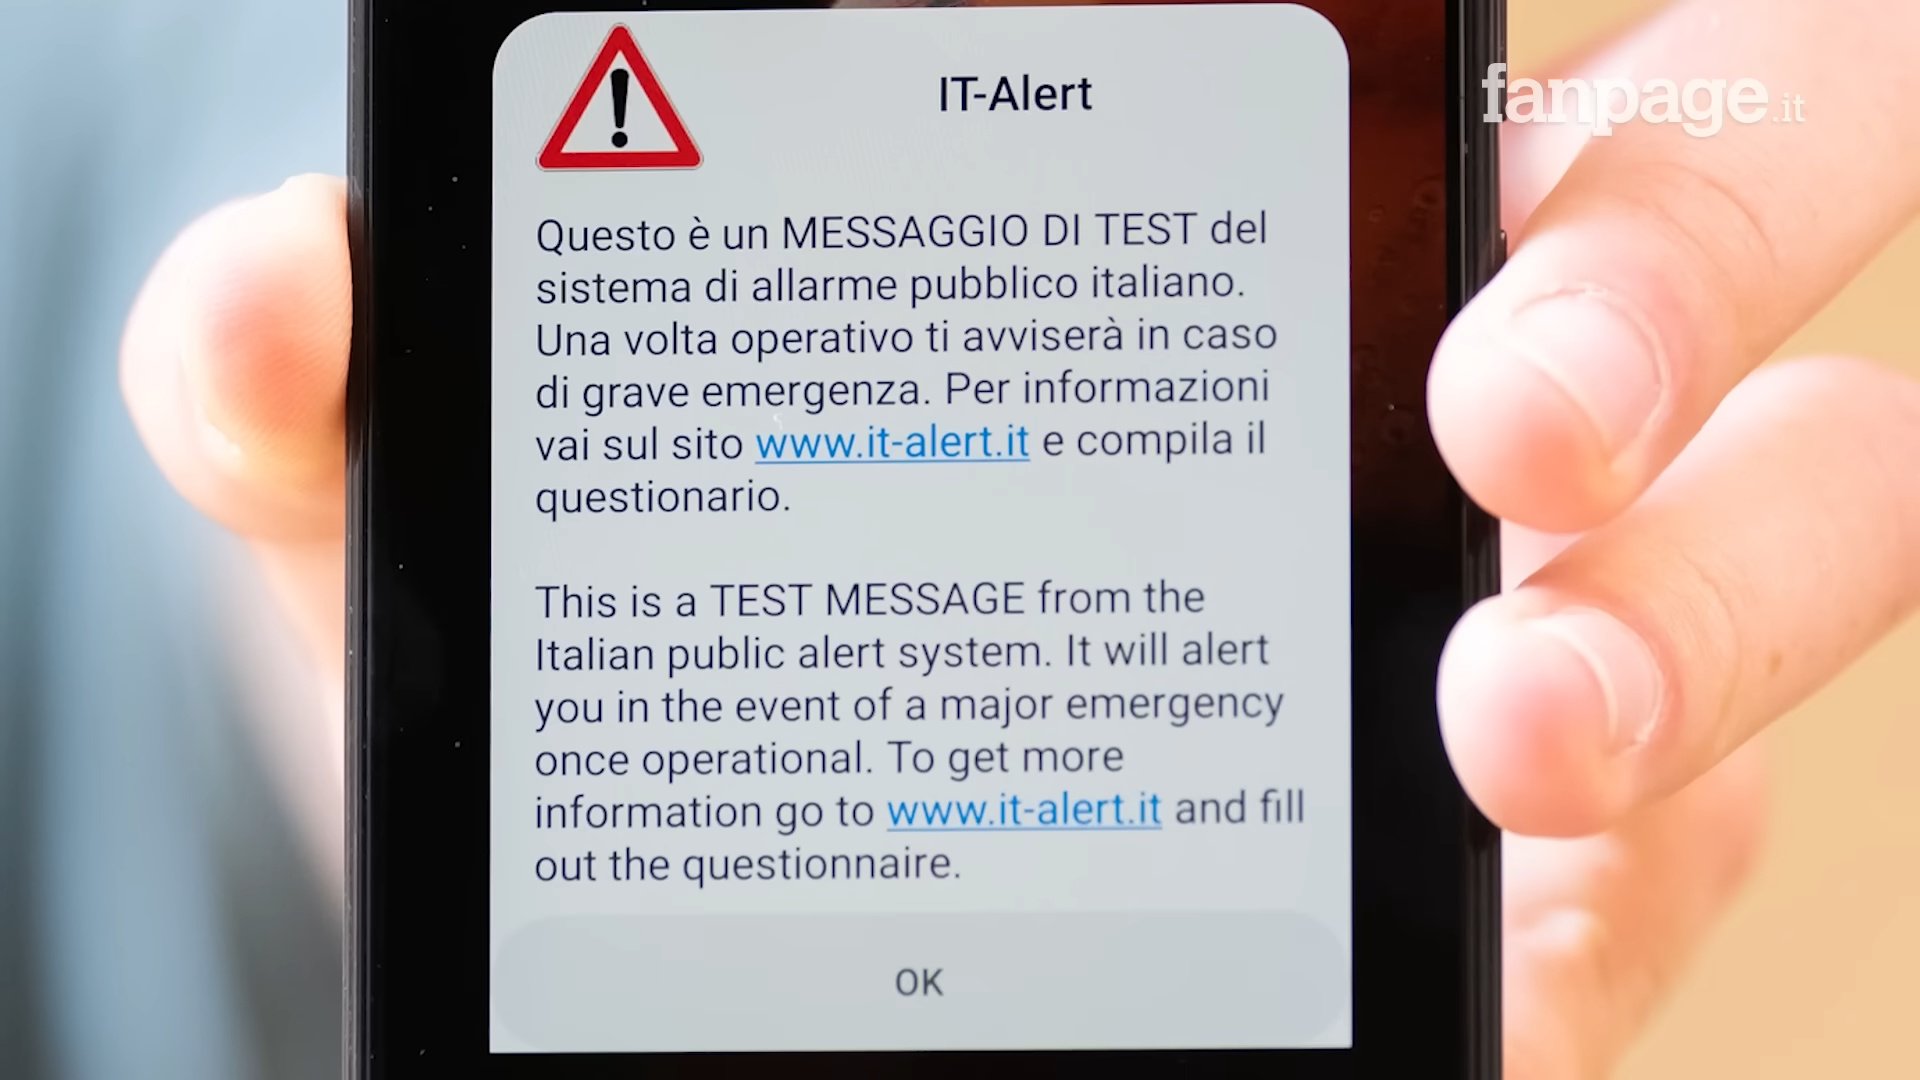 IT-Alert
fanpage.it
Questo è un MESSAGGIO DI TEST del
sistema di allarme pubblico italiano.
Una volta operativo ti avviserà in caso
di grave emergenza. Per informazioni
vai sul sito www.it-alert.it e compila il
questionario.
This is a TEST MESSAGE from the
Italian public alert system. It will alert
you in the event of a major emergency
once operational. To get more
information go to www.it-alert.it and fill
out the questionnaire.
OK